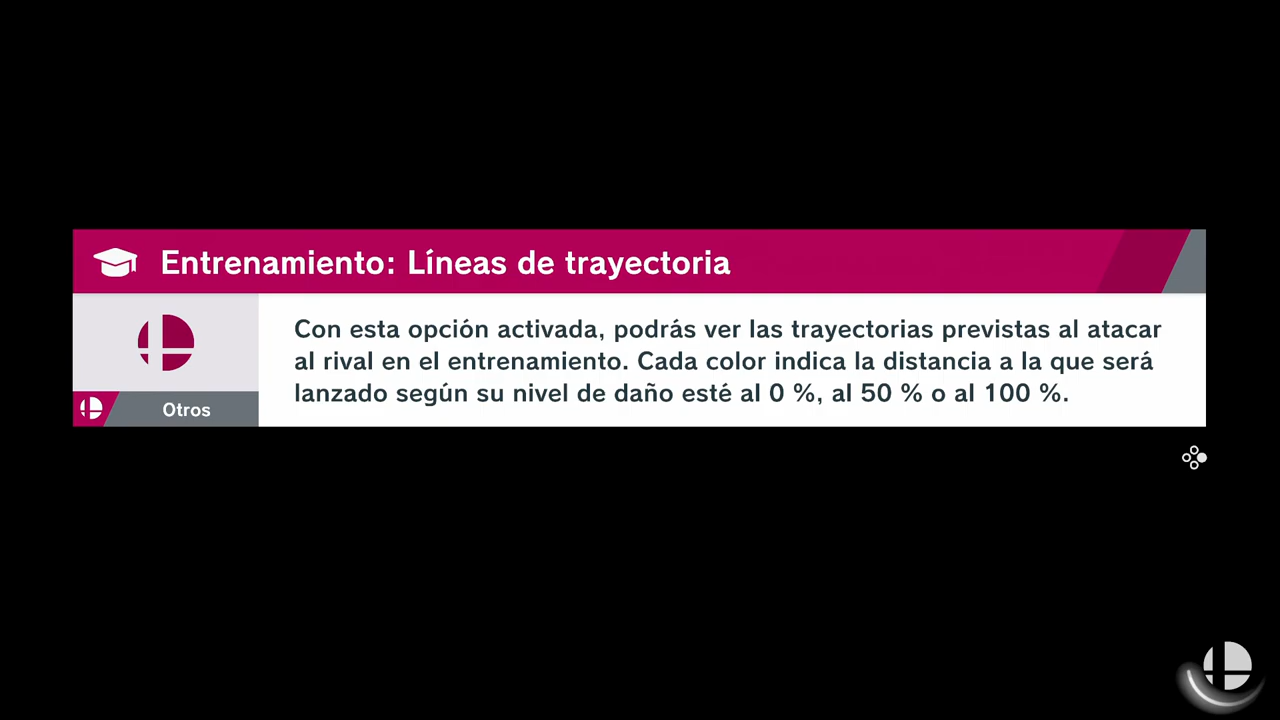 Entrenamiento: Líneas de trayectoria
Con esta opción activada, podrás ver las trayectorias previstas al atacar
al rival en el entrenamiento. Cada color indica la distancia a la que será
lanzado según su nivel de daño esté al 0 %, al 50 % o al 100 %.
Otros